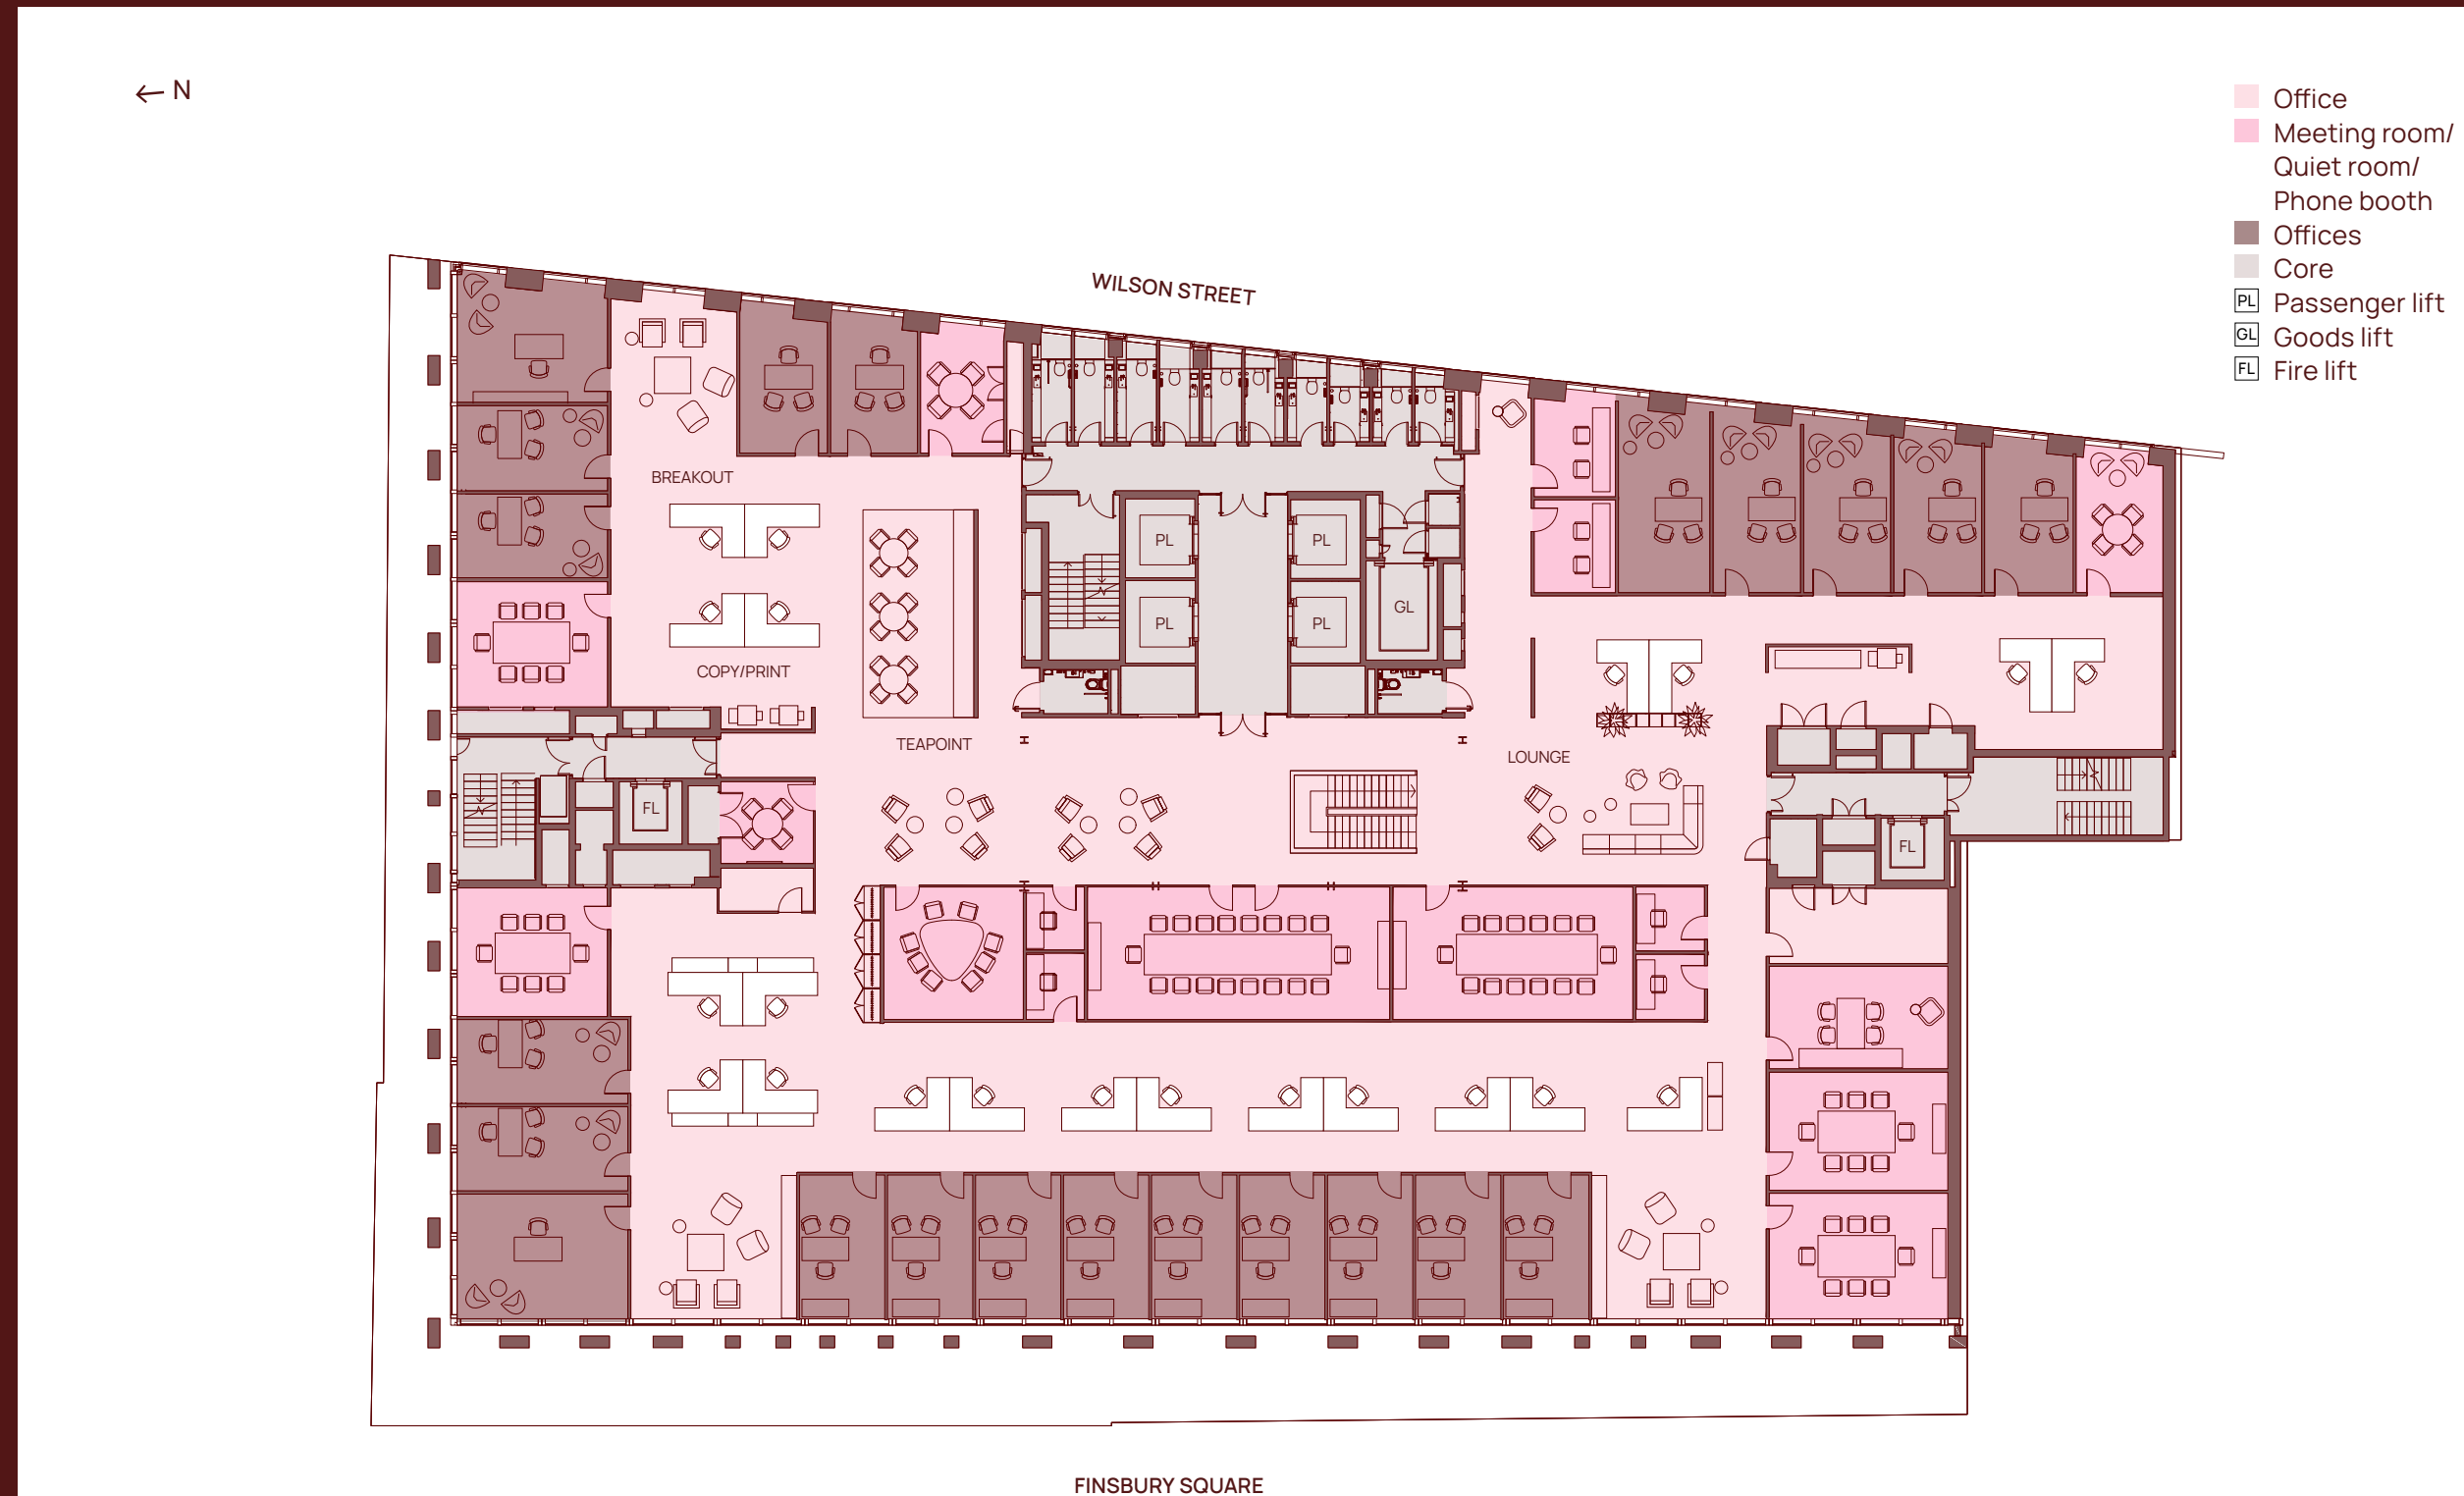 N
Office
Meeting room/
Quiet room/
Phone booth
Offices
Core
PL Passenger lift
GL Goods lift
FL Fire lift
WILSON STREET
BREAKOUT
PL
PL
GL
PL
PL
COPY/PRINT
TEAPOINT
LOUNGE
FL
FL
FINSBURY SQUARE